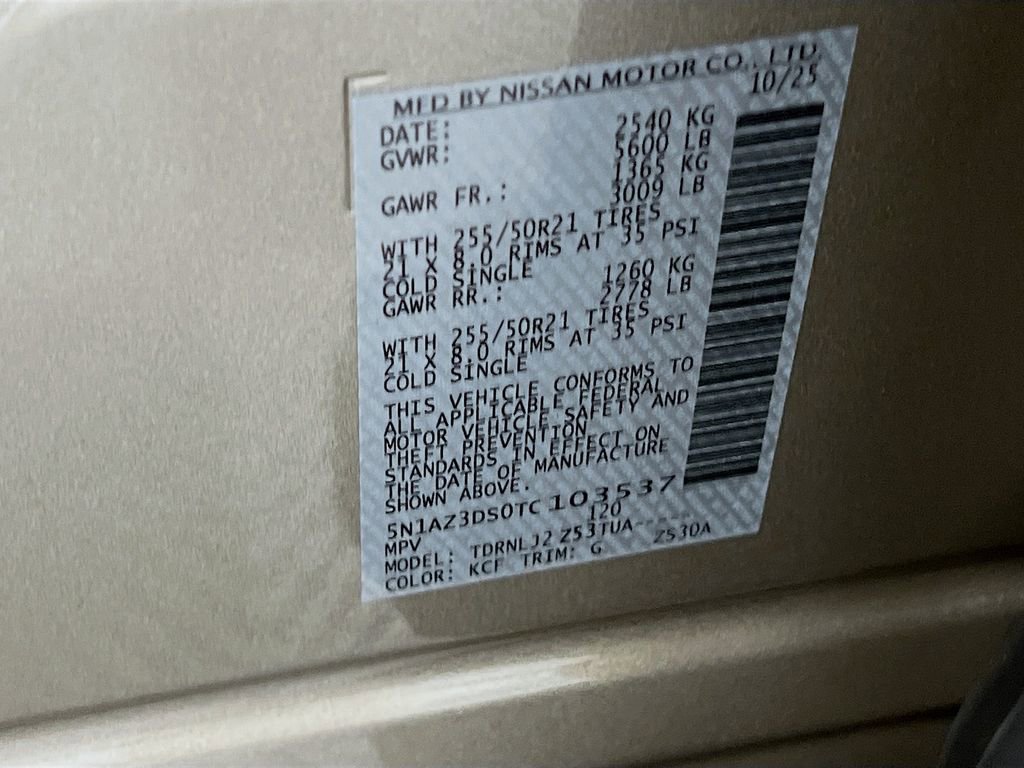 MFD BY NISSAN MOTOR CO., LTD.
DATE: 10/25
GVWR: 2540 KG
5600 LB
GAWR FR.: 1365 KG
3009 LB
WITH 255/50R21 TIRES
21 X 8.0 RIMS AT 35 PSI
COLD SINGLE
GAWR RR.: 1260 KG
2778 LB
WITH 255/50R21 TIRES
21 X 8.0 RIMS AT 35 PSI
COLD SINGLE
THIS VEHICLE CONFORMS TO
ALL APPLICABLE FEDERAL
MOTOR VEHICLE SAFETY AND
THEFT PREVENTION
STANDARDS IN EFFECT ON
THE DATE OF MANUFACTURE
SHOWN ABOVE.
5N1AZ3DS0TC103537
MPV 120
MODEL: TDRNLJ2 Z53TUA-----
COLOR: KCF TRIM: G Z530A